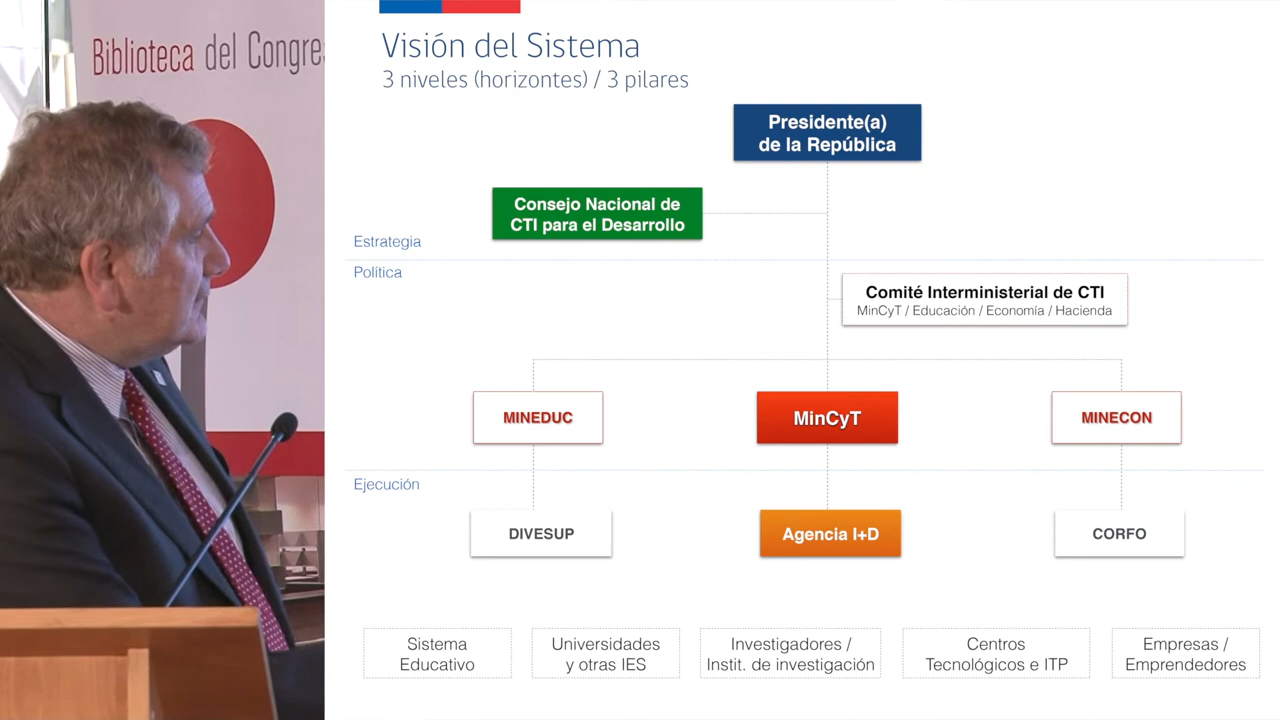 Biblioteca del Congre
Visión del Sistema
3 niveles (horizontes) / 3 pilares
Presidente(a)
de la República
Consejo Nacional de
CTI para el Desarrollo
Estrategia
Política
Comité Interministerial de CTI
MinCyT / Educación / Economía / Hacienda
MINEDUC
MinCyT
MINECON
Ejecución
DIVESUP
Agencia I+D
CORFO
Sistema
Educativo
Universidades
y otras IES
Investigadores /
Instit. de investigación
Centros
Tecnológicos e ITP
Empresas /
Emprendedores